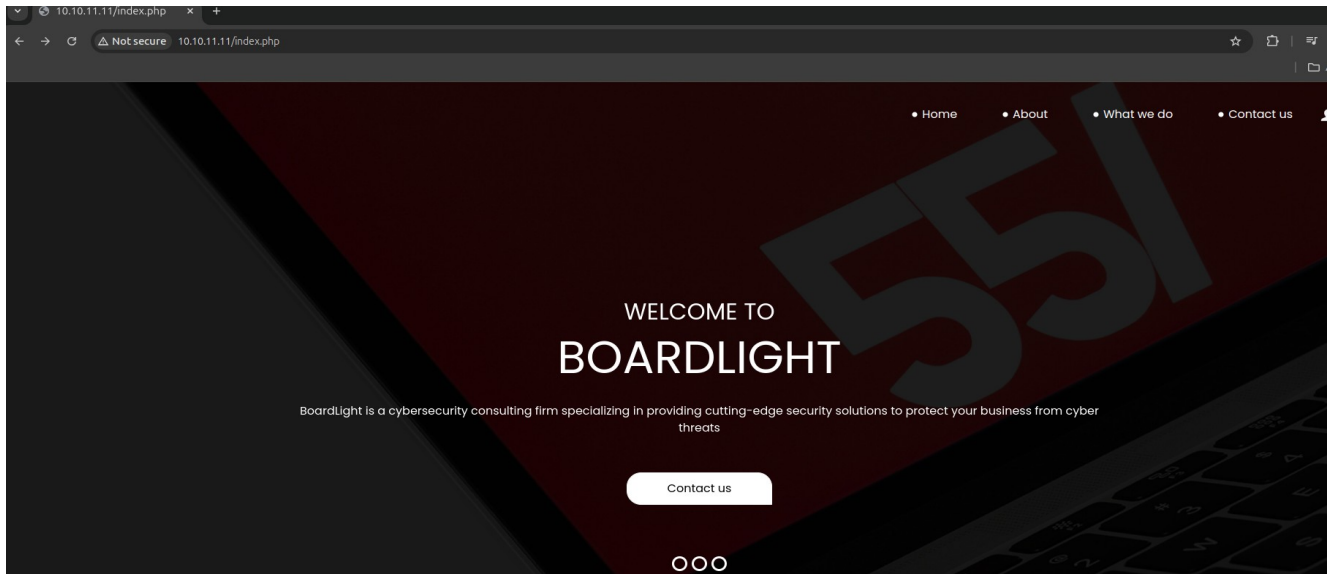 10.10.11.11/index.php
Not secure 10.10.11.11/index.php
• Home • About • What we do • Contact us
55/
WELCOME TO
BOARDLIGHT
BoardLight is a cybersecurity consulting firm specializing in providing cutting-edge security solutions to protect your business from cyber
threats
Contact us